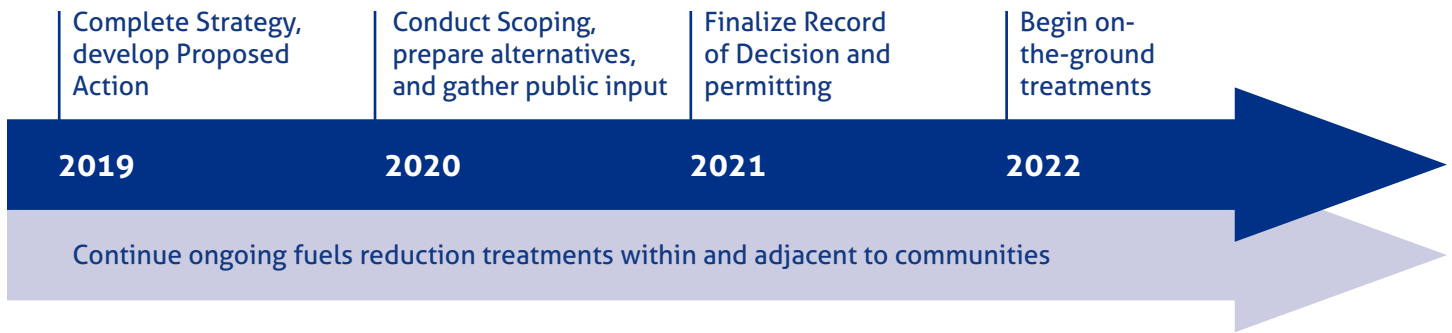 Complete Strategy,
develop Proposed
Action
Conduct Scoping,
prepare alternatives,
and gather public input
Finalize Record
of Decision and
permitting
Begin on-
the-ground
treatments
2019
2020
2021
2022
Continue ongoing fuels reduction treatments within and adjacent to communities